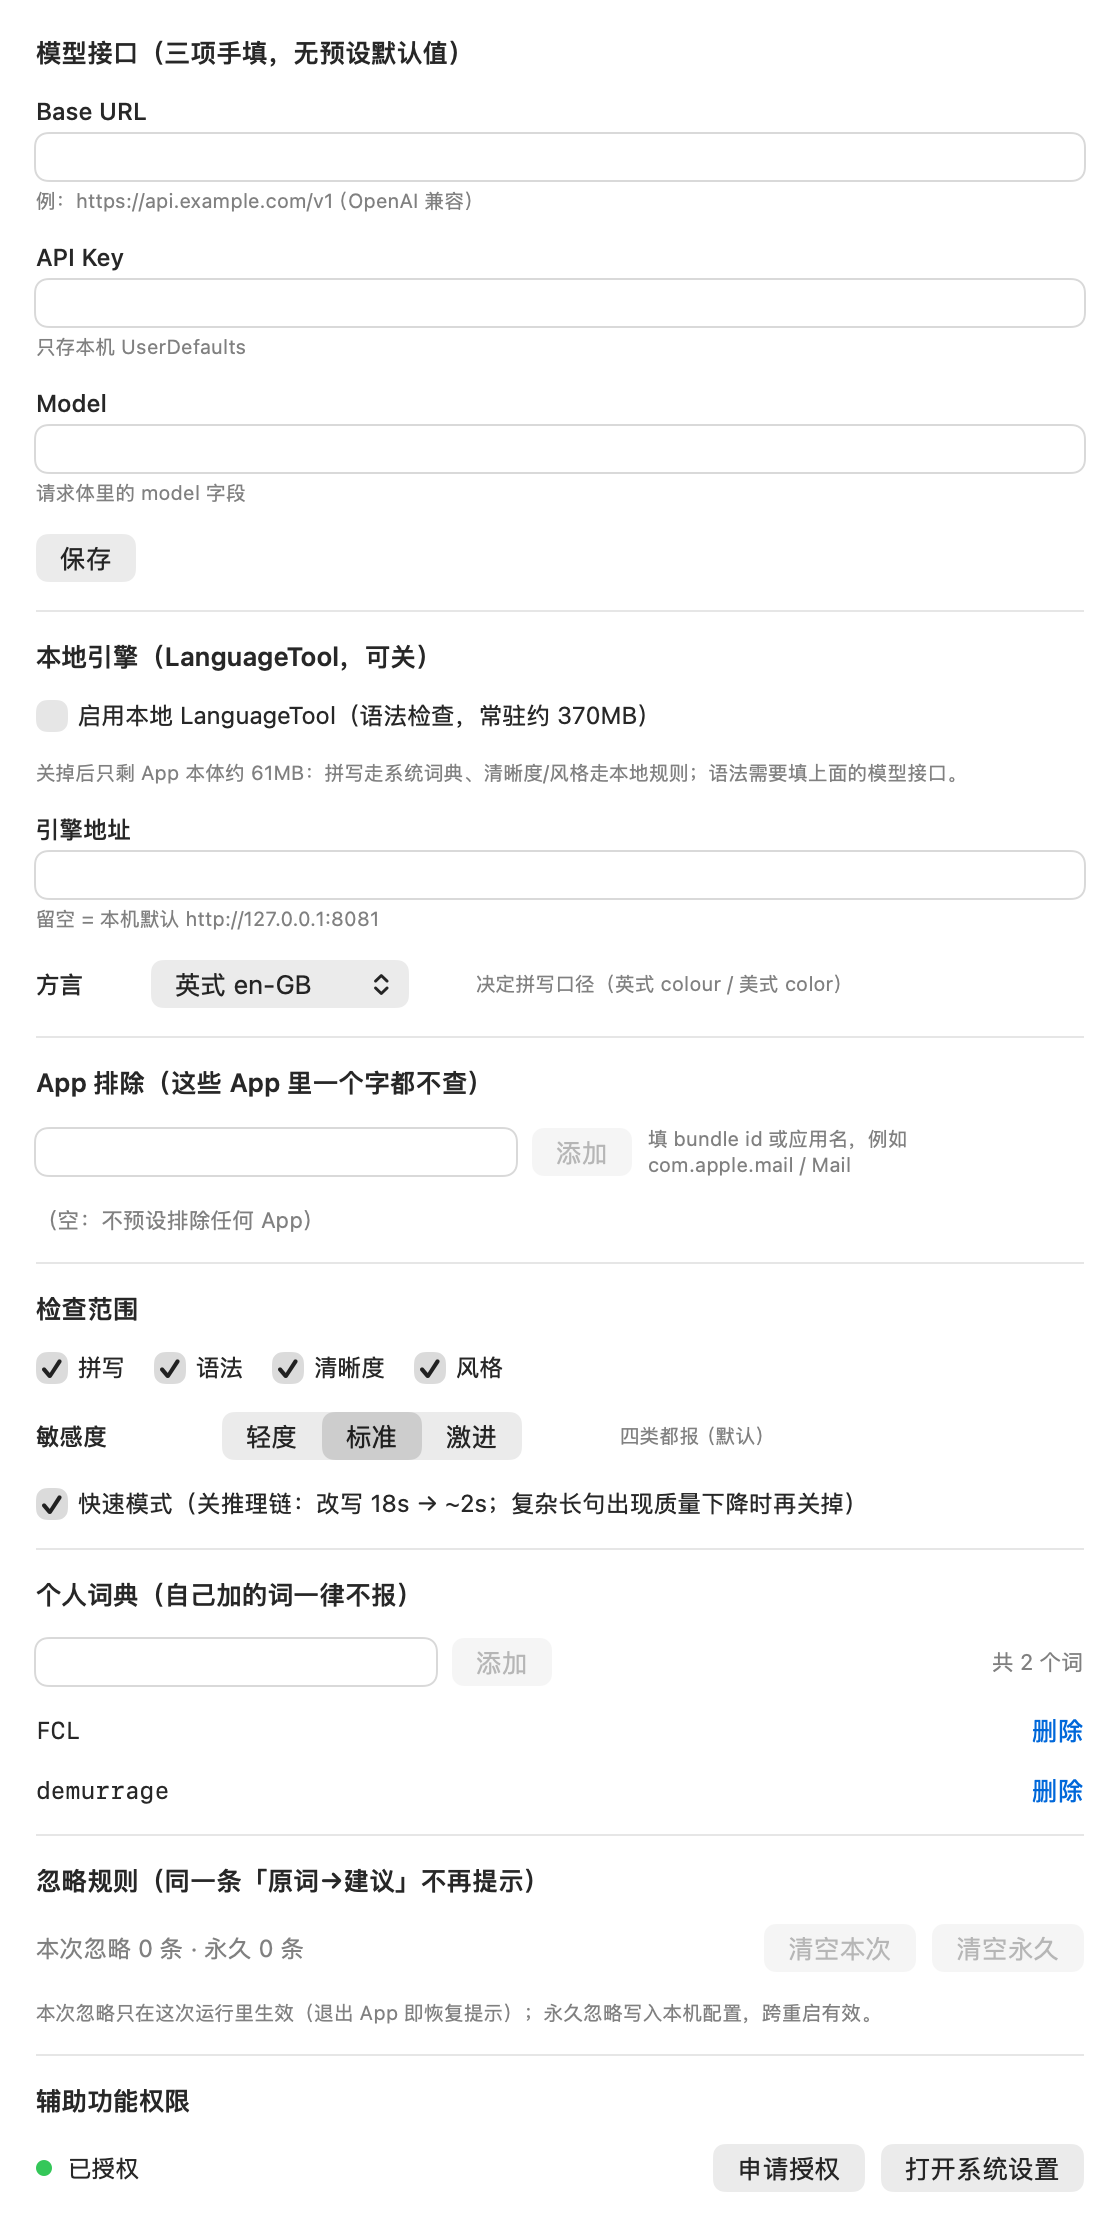 模型接口（三项手填，无预设默认值）
Base URL
例：https://api.example.com/v1（OpenAI 兼容）
API Key
只存本机 UserDefaults
Model
请求体里的 model 字段
保存
本地引擎（LanguageTool，可关）
启用本地 LanguageTool（语法检查，常驻约 370MB）
关掉后只剩 App 本体约 61MB：拼写走系统词典、清晰度/风格走本地规则；语法需要填上面的模型接口。
引擎地址
留空 = 本机默认 http://127.0.0.1:8081
方言 英式 en-GB 决定拼写口径（英式 colour / 美式 color）
App 排除（这些 App 里一个字都不查）
添加 填 bundle id 或应用名，例如
com.apple.mail / Mail
（空：不预设排除任何 App）
检查范围
拼写 语法 清晰度 风格
敏感度 轻度 标准 激进 四类都报（默认）
快速模式（关推理链：改写 18s → ~2s；复杂长句出现质量下降时再关掉）
个人词典（自己加的词一律不报）
添加 共 2 个词
FCL 删除
demurrage 删除
忽略规则（同一条「原词→建议」不再提示）
本次忽略 0 条 · 永久 0 条 清空本次 清空永久
本次忽略只在这次运行里生效（退出 App 即恢复提示）；永久忽略写入本机配置，跨重启有效。
辅助功能权限
已授权 申请授权 打开系统设置